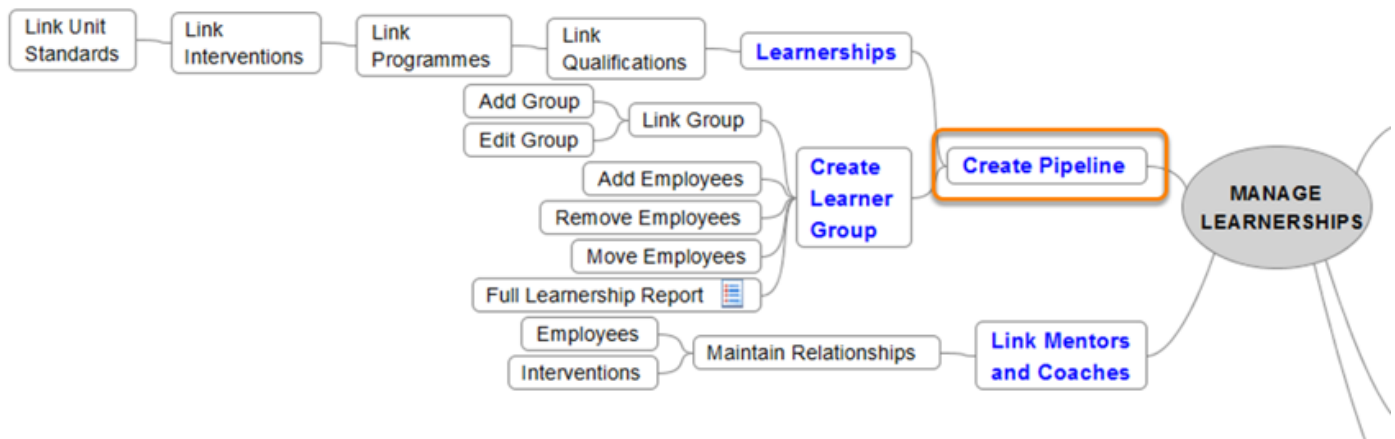 Link Unit
Standards
Link
Interventions
Link
Programmes
Link
Qualifications
Learnerships
Add Group
Edit Group
Link Group
Add Employees
Remove Employees
Move Employees
Full Learnership Report
Create
Learner
Group
Create Pipeline
MANAGE
LEARNERSHIPS
Employees
Interventions
Maintain Relationships
Link Mentors
and Coaches